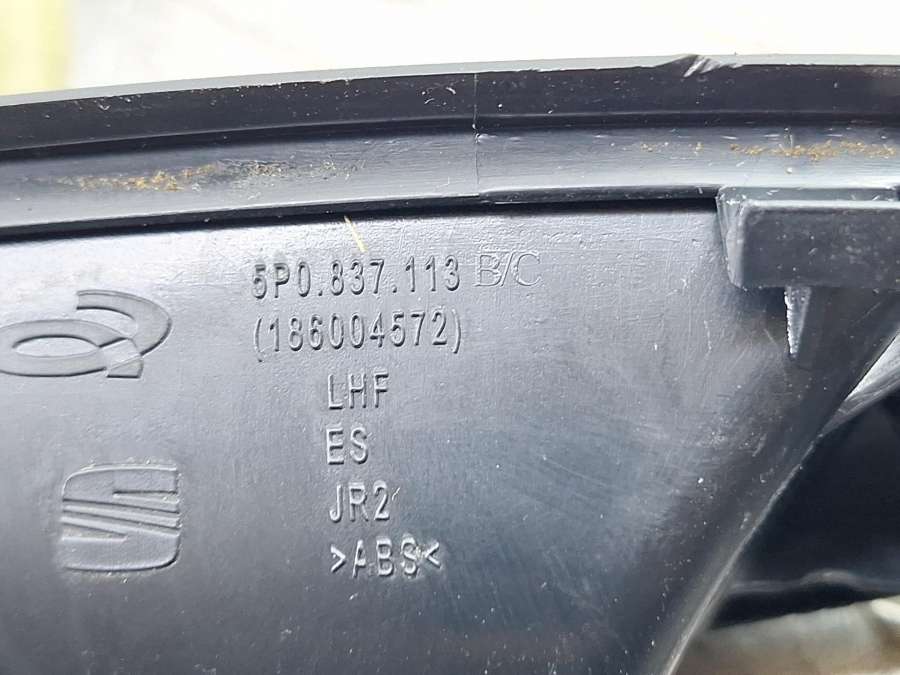 5P0.837.113 B/C
(186004572)
LHF
ES
JR2
>ABS<